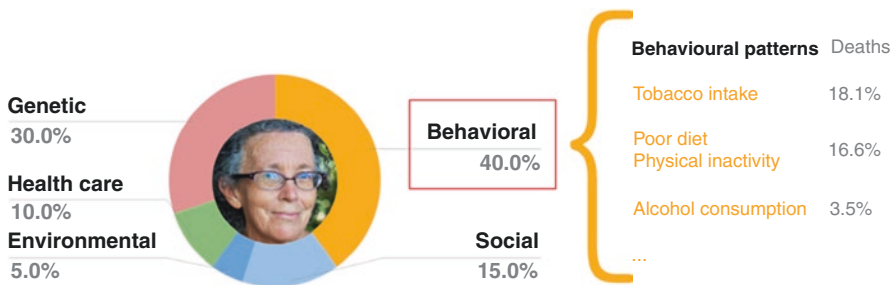 Genetic
30.0%
Health care
10.0%
Environmental
5.0%
Behavioral
40.0%
Social
15.0%
Behavioural patterns Deaths
Tobacco intake 18.1%
Poor diet
Physical inactivity 16.6%
Alcohol consumption 3.5%
...